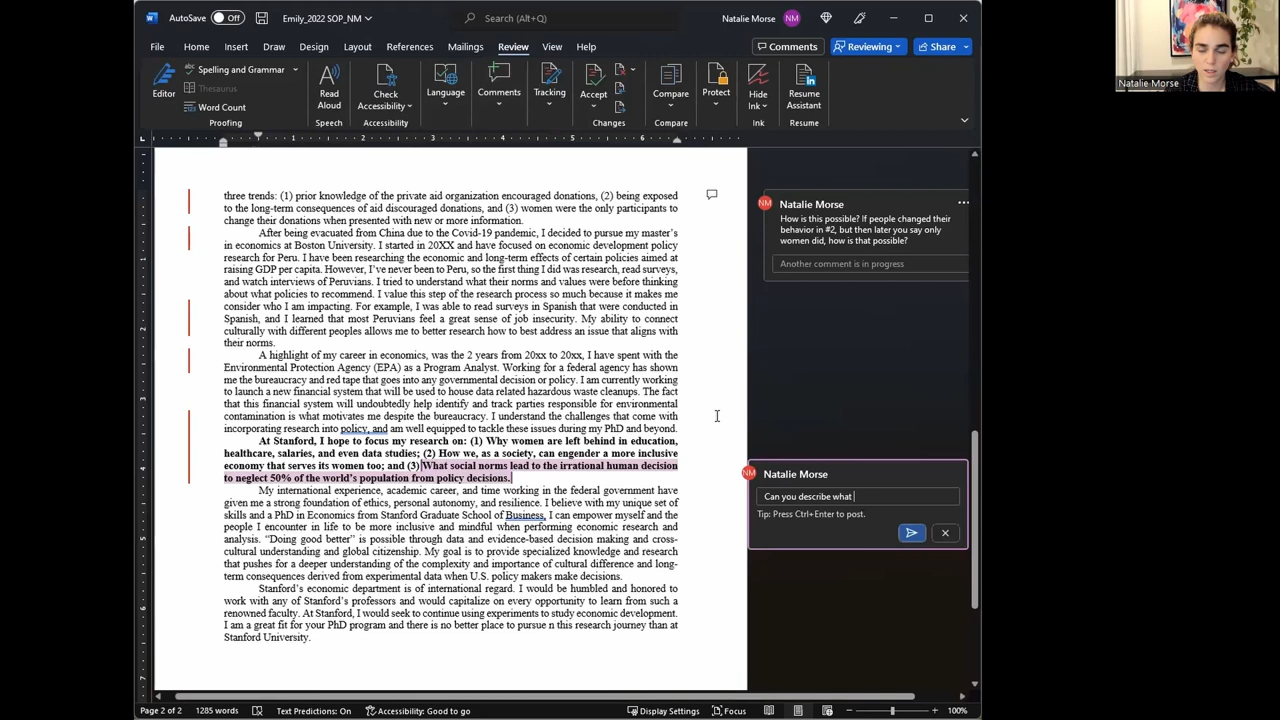 AutoSave Off Emily_2022 SOP_NM Search (Alt+Q) Natalie Morse NM
File Home Insert Draw Design Layout References Mailings Review View Help Comments Reviewing Share
Editor Spelling and Grammar Thesaurus Word Count Read Aloud Check Accessibility Language Comments Tracking Accept Compare Protect Hide Ink Resume Assistant
Proofing Speech Accessibility Changes Compare Ink Resume
1 2 3 4 5 6
three trends: (1) prior knowledge of the private aid organization encouraged donations, (2) being exposed
to the long-term consequences of aid discouraged donations, and (3) women were the only participants to
change their donations when presented with new or more information.
After being evacuated from China due to the Covid-19 pandemic, I decided to pursue my master's
in economics at Boston University. I started in 20XX and have focused on economic development policy
research for Peru. I have been researching the economic and long-term effects of certain policies aimed at
raising GDP per capita. However, I've never been to Peru, so the first thing I did was research, read surveys,
and watch interviews of Peruvians. I tried to understand what their norms and values were before thinking
about what policies to recommend. I value this step of the research process so much because it makes me
consider who I am impacting. For example, I was able to read surveys in Spanish that were conducted in
Spanish, and I learned that most Peruvians feel a great sense of job insecurity. My ability to connect
culturally with different peoples allows me to better research how to best address an issue that aligns with
their norms.
A highlight of my career in economics, was the 2 years from 20xx to 20xx, I have spent with the
Environmental Protection Agency (EPA) as a Program Analyst. Working for a federal agency has shown
me the bureaucracy and red tape that goes into any governmental decision or policy. I am currently working
to launch a new financial system that will be used to house data related hazardous waste cleanups. The fact
that this financial system will undoubtedly help identify and track parties responsible for environmental
contamination is what motivates me despite the bureaucracy. I understand the challenges that come with
incorporating research into policy, and am well equipped to tackle these issues during my PhD and beyond.
At Stanford, I hope to focus my research on: (1) Why women are left behind in education,
healthcare, salaries, and even data studies; (2) How we, as a society, can engender a more inclusive
economy that serves its women too; and (3) What social norms lead to the irrational human decision
to neglect 50% of the world's population from policy decisions.
My international experience, academic career, and time working in the federal government have
given me a strong foundation of ethics, personal autonomy, and resilience. I believe with my unique set of
skills and a PhD in Economics from Stanford Graduate School of Business, I can empower myself and the
people I encounter in life to be more inclusive and mindful when performing economic research and
analysis. "Doing good better" is possible through data and evidence-based decision making and cross-
cultural understanding and global citizenship. My goal is to provide specialized knowledge and research
that pushes for a deeper understanding of the complexity and importance of cultural difference and long-
term consequences derived from experimental data when U.S. policy makers make decisions.
Stanford's economic department is of international regard. I would be humbled and honored to
work with any of Stanford's professors and would capitalize on every opportunity to learn from such a
renowned faculty. At Stanford, I would seek to continue using experiments to study economic development.
I am a great fit for your PhD program and there is no better place to pursue n this research journey than at
Stanford University.
NM Natalie Morse
How is this possible? If people changed their
behavior in #2, but then later you say only
women did, how is that possible?
Another comment is in progress
NM Natalie Morse
Can you describe what
Tip: Press Ctrl+Enter to post.
Page 2 of 2 1285 words Text Predictions: On Accessibility: Good to go Display Settings Focus 100%
Natalie Morse